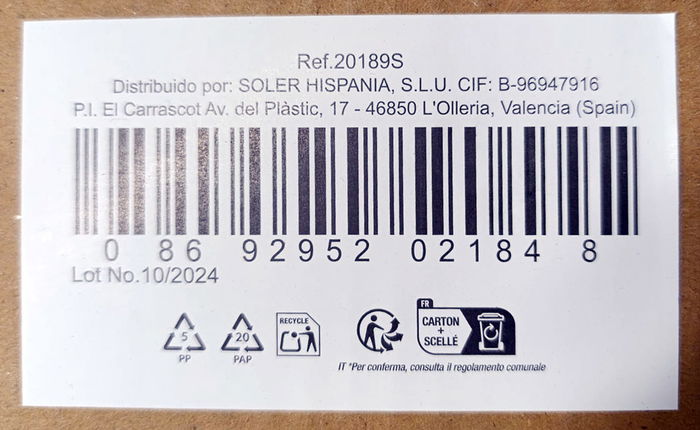 Ref.20189S
Distribuido por: SOLER HISPANIA, S.L.U. CIF: B-96947916
P.I. El Carrascot Av. del Plàstic, 17 - 46850 L'Olleria, Valencia (Spain)
0 86 92952 02184 8
Lot No.10/2024
5
PP
20
PAP
RECYCLE
FR
CARTON
+
SCELLÉ
IT *Per conferma, consulta il regolamento comunale